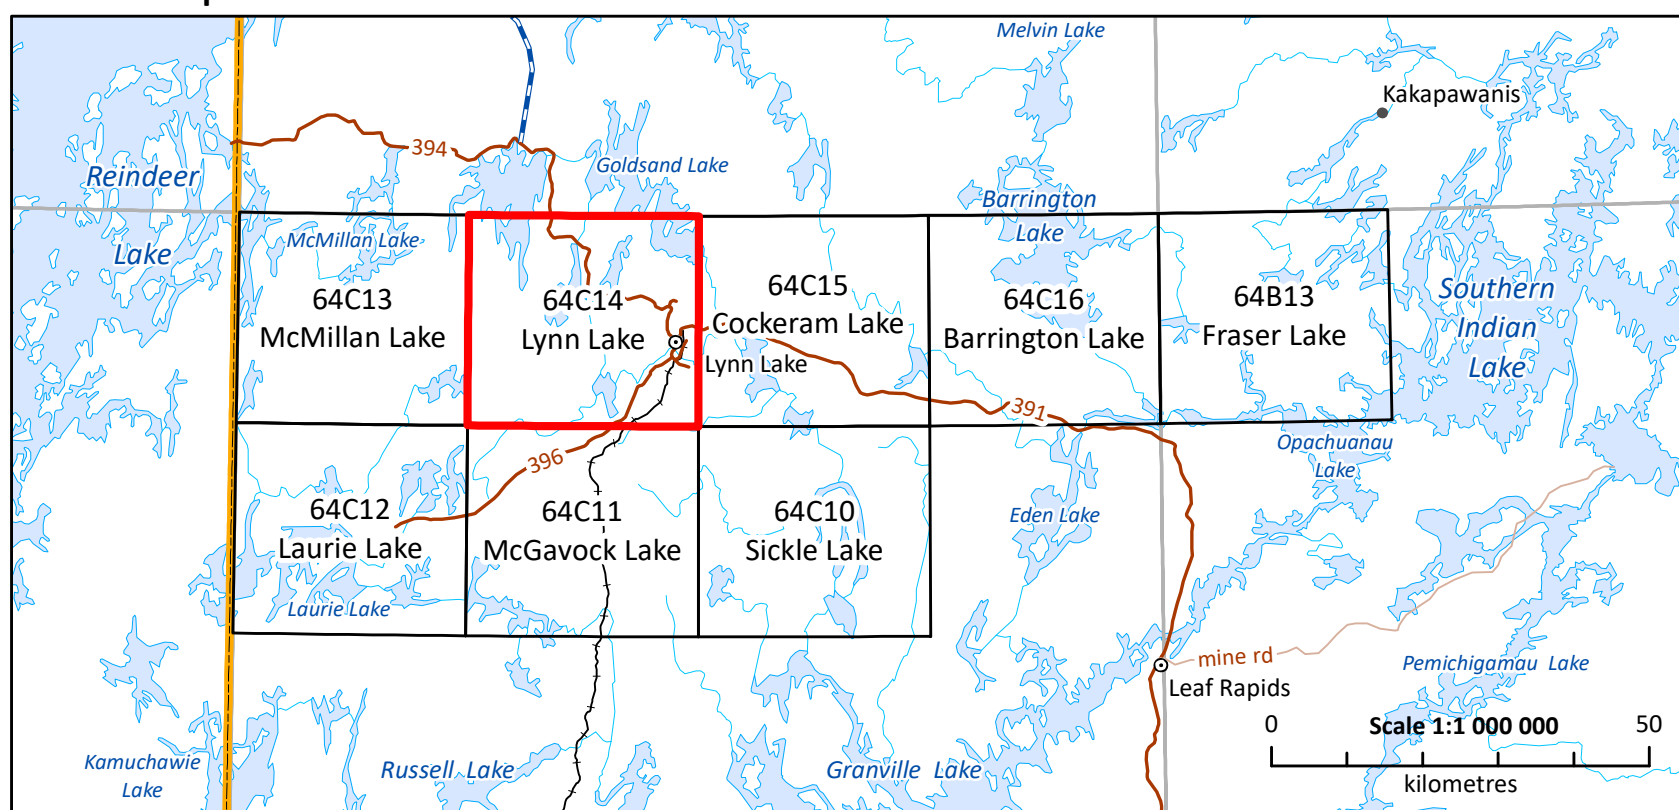 Melvin Lake
Kakapawanis
394
Goldsand Lake
Reindeer
Lake
Barrington
Lake
McMillan Lake
64C13
McMillan Lake
64C14
Lynn Lake
64C15
Cockeram Lake
64C16
Barrington Lake
64B13
Fraser Lake
Southern
Indian
Lake
Lynn Lake
391
396
Opachuanau
Lake
64C12
Laurie Lake
64C11
McGavock Lake
64C10
Sickle Lake
Eden Lake
Laurie Lake
mine rd
Pemichigamau Lake
Leaf Rapids
0
Scale 1:1 000 000
50
kilometres
Kamuchawie
Lake
Russell Lake
Granville Lake